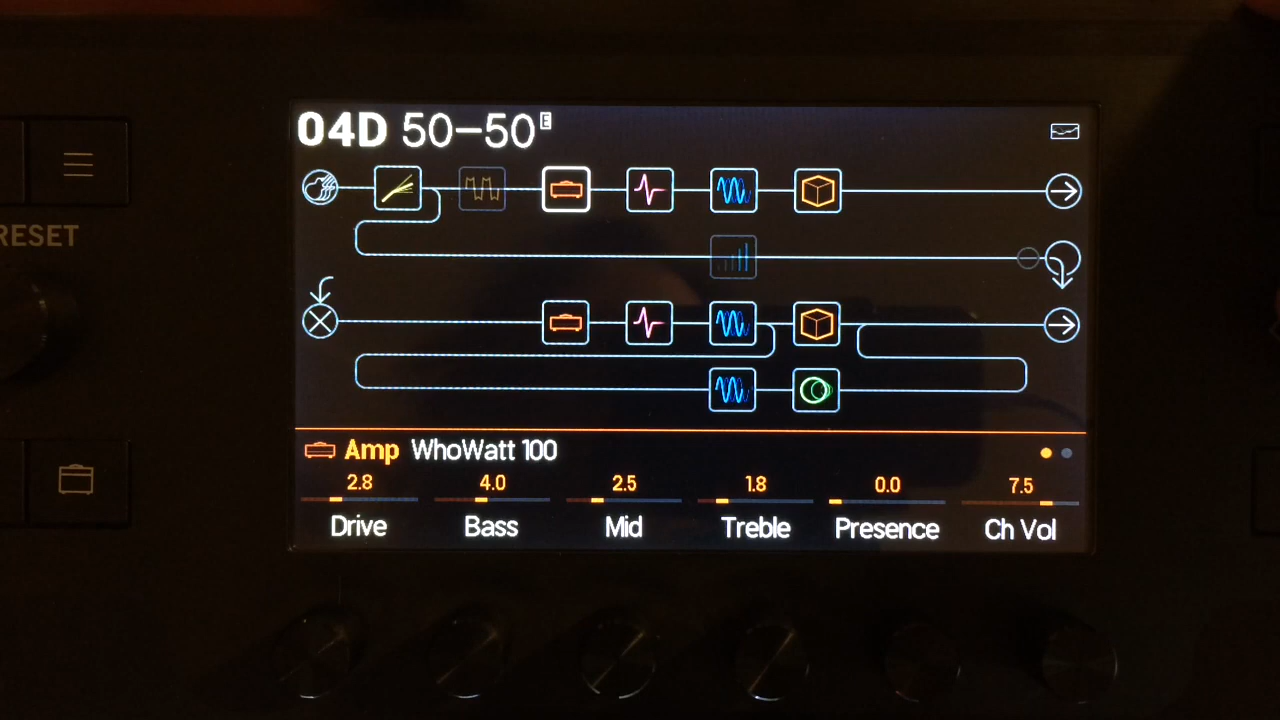 04D 50-50 E
RESET
Amp WhoWatt 100
2.8 4.0 2.5 1.8 0.0 7.5
Drive Bass Mid Treble Presence Ch Vol